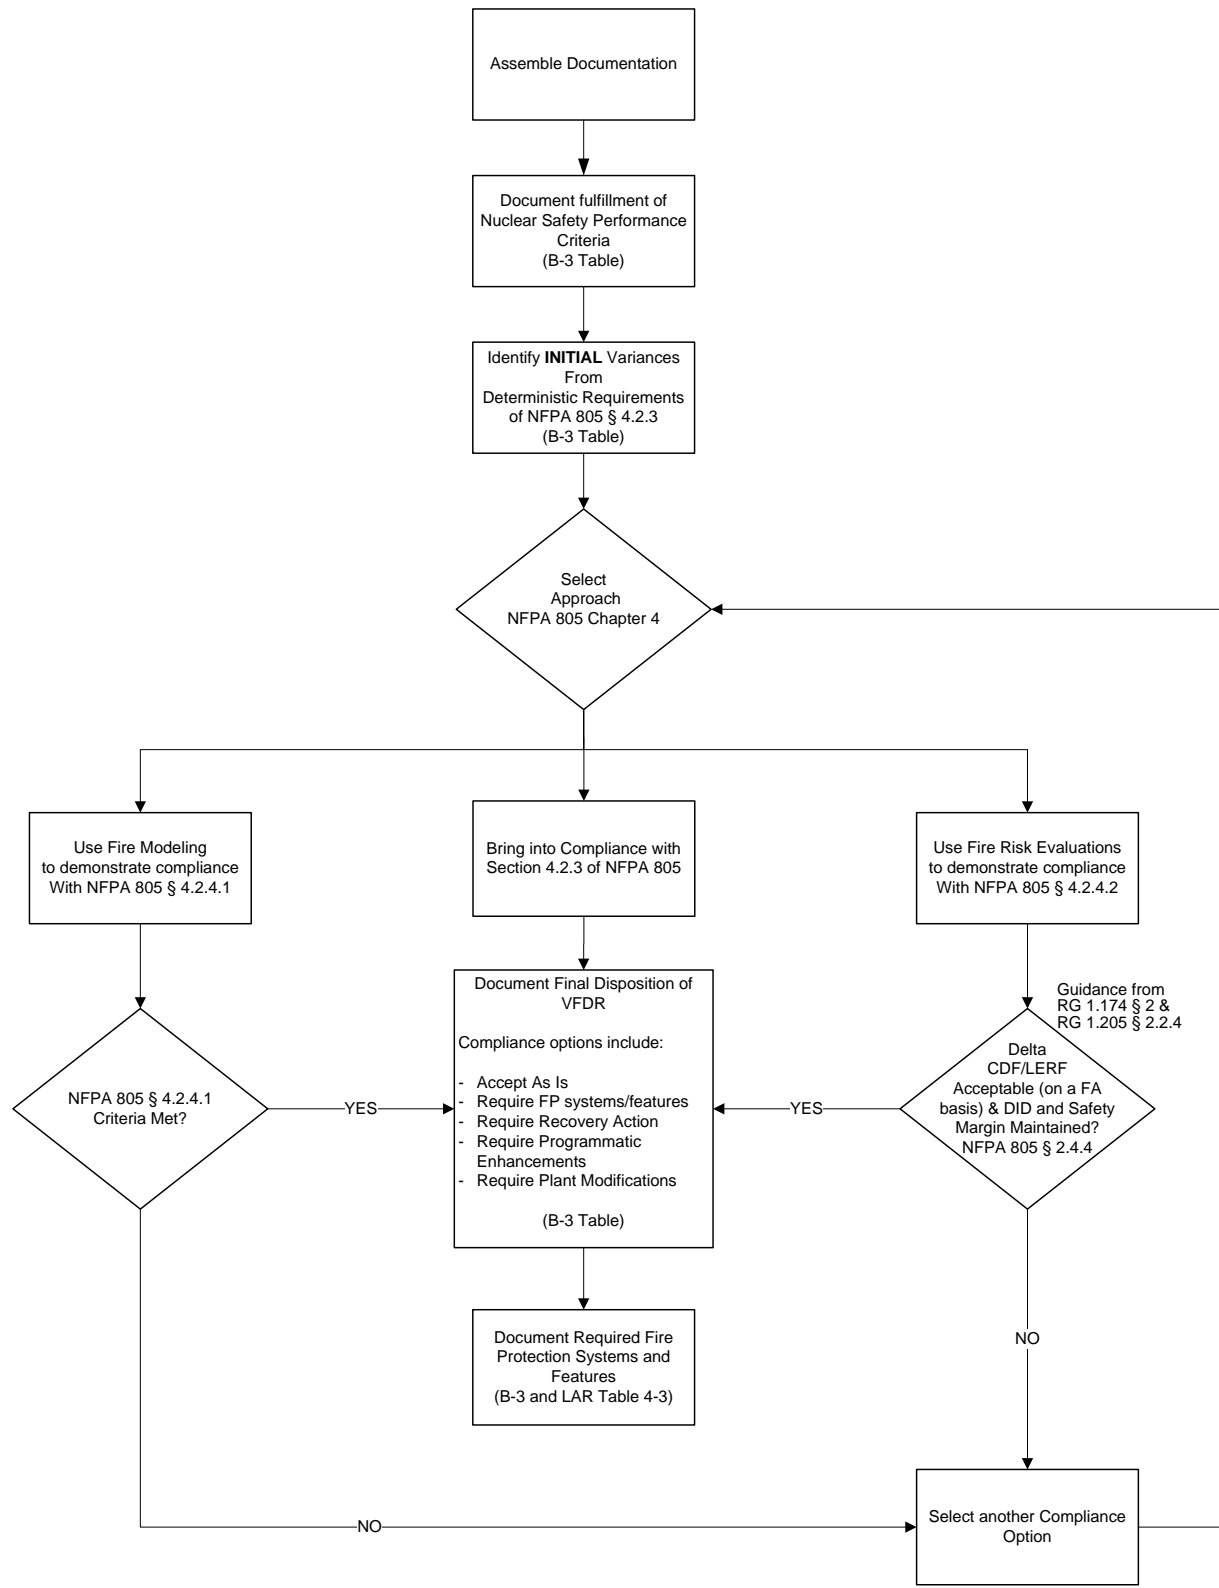 Assemble Documentation
Document fulfillment of
Nuclear Safety Performance
Criteria
(B-3 Table)
Identify INITIAL Variances
From
Deterministic Requirements
of NFPA 805 § 4.2.3
(B-3 Table)
Select
Approach
NFPA 805 Chapter 4
Use Fire Modeling
to demonstrate compliance
With NFPA 805 § 4.2.4.1
Bring into Compliance with
Section 4.2.3 of NFPA 805
Use Fire Risk Evaluations
to demonstrate compliance
With NFPA 805 § 4.2.4.2
Guidance from
RG 1.174 § 2 &
RG 1.205 § 2.2.4
NFPA 805 § 4.2.4.1
Criteria Met?
YES
Document Final Disposition of
VFDR
Compliance options include:
- Accept As Is
- Require FP systems/features
- Require Recovery Action
- Require Programmatic
Enhancements
- Require Plant Modifications
(B-3 Table)
YES
Delta
CDF/LERF
Acceptable (on a FA
basis) & DID and Safety
Margin Maintained?
NFPA 805 § 2.4.4
NO
Document Required Fire
Protection Systems and
Features
(B-3 and LAR Table 4-3)
NO
Select another Compliance
Option